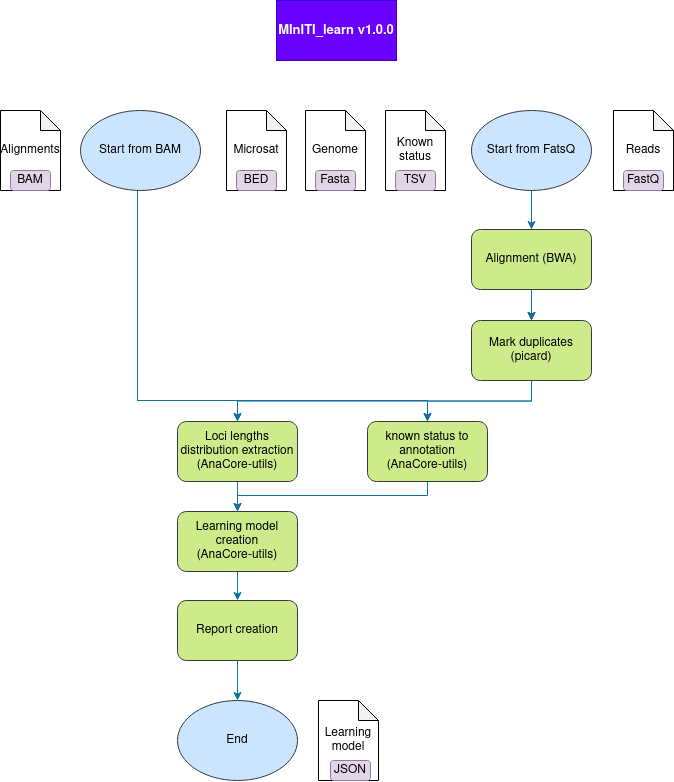 MInITI_learn v1.0.0
Alignments
BAM
Start from BAM
Microsat
BED
Genome
Fasta
Known
status
TSV
Start from FatsQ
Reads
FastQ
Alignment (BWA)
Mark duplicates
(picard)
Loci lengths
distribution extraction
(AnaCore-utils)
known status to
annotation
(AnaCore-utils)
Learning model
creation
(AnaCore-utils)
Report creation
End
Learning
model
JSON